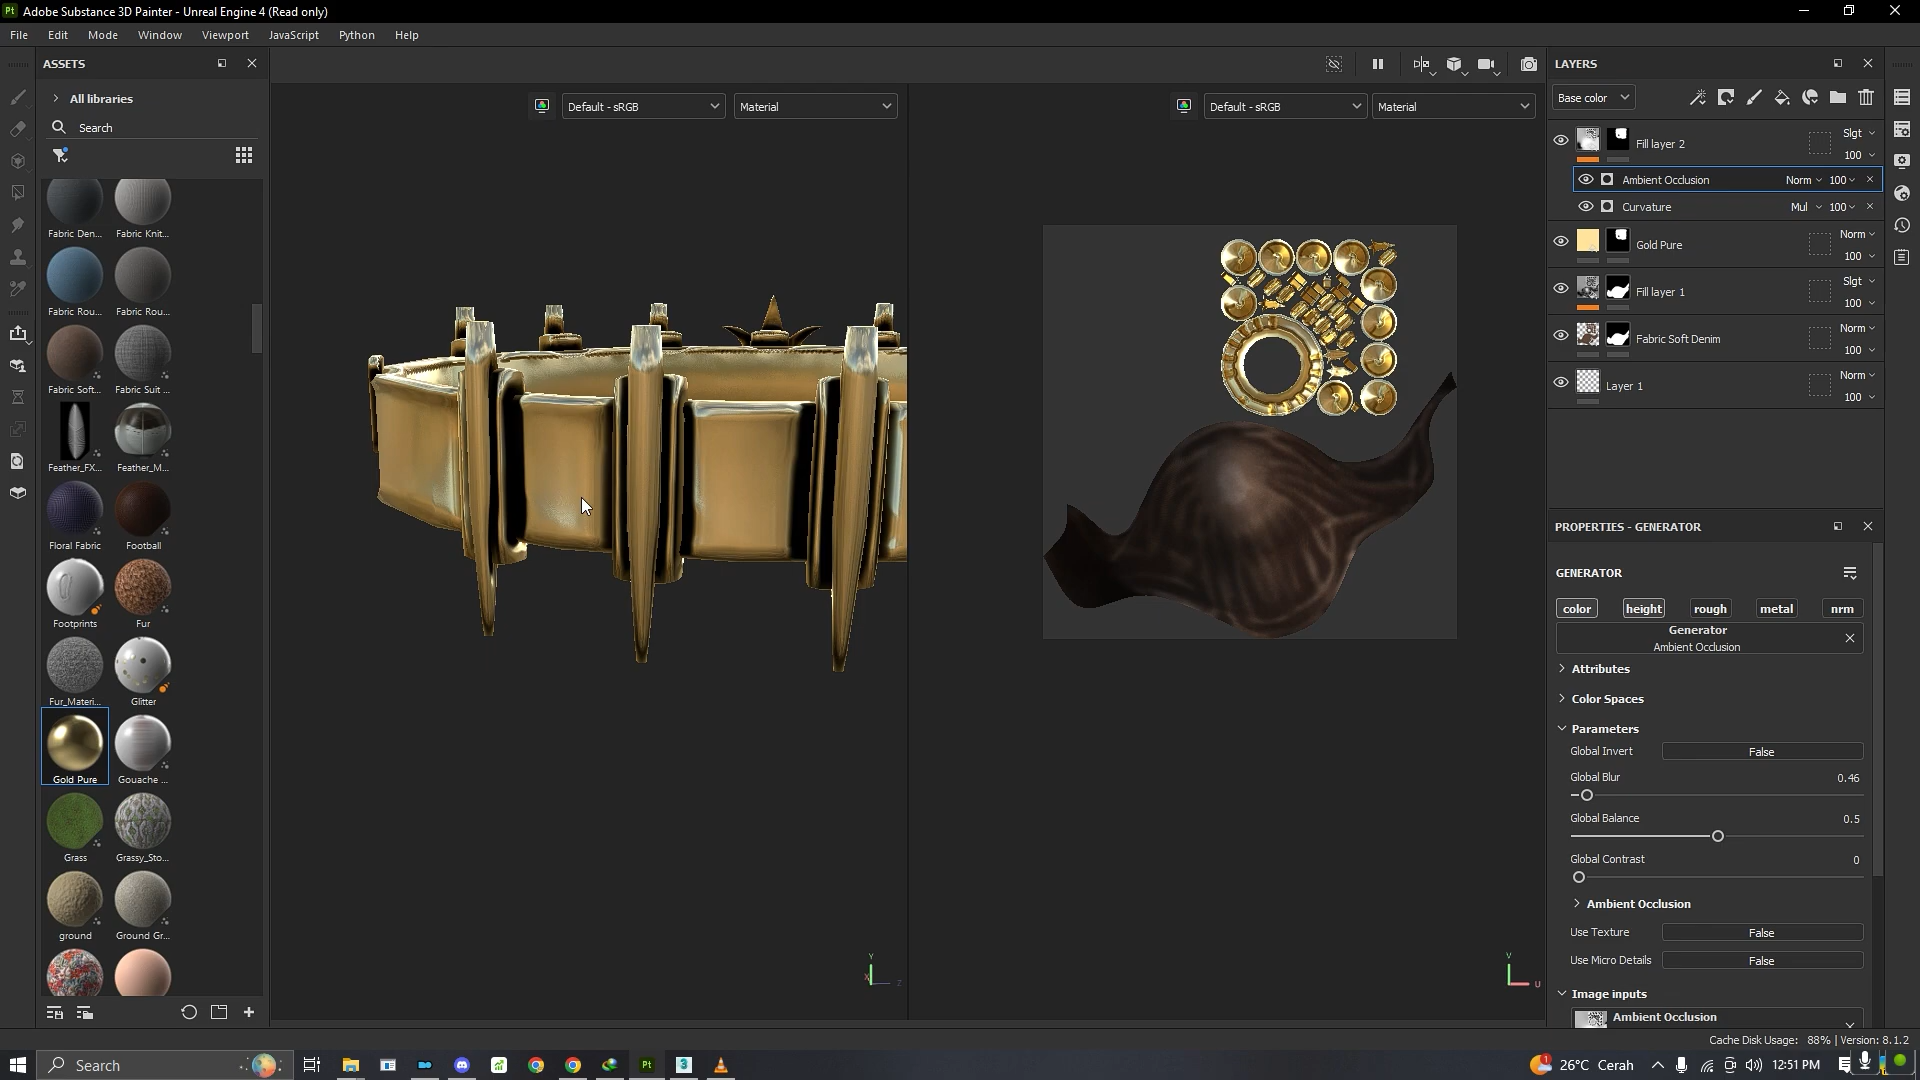 Pt Adobe Substance 3D Painter - Unreal Engine 4 (Read only)
File Edit Mode Window Viewport JavaScript Python Help
ASSETS
All libraries
Search
Fabric Den...
Fabric Knit...
Fabric Rou...
Fabric Rou...
Fabric Soft...
Fabric Suit ...
Feather_FX...
Feather_M...
Floral Fabric
Football
Footprints
Fur
Fur_Materi...
Glitter
Gold Pure
Gouache ...
Grass
Grassy_Sto...
ground
Ground Gr...
Default - sRGB
Material
Default - sRGB
Material
Y
X
Z
V
U
LAYERS
Base color
Fill layer 2
Slgt
100
Ambient Occlusion
Norm
100
Curvature
Mul
100
Gold Pure
Norm
100
Fill layer 1
Slgt
100
Fabric Soft Denim
Norm
100
Layer 1
Norm
100
PROPERTIES - GENERATOR
GENERATOR
color height rough metal nrm
Generator
Ambient Occlusion
Attributes
Color Spaces
Parameters
Global Invert False
Global Blur 0.46
Global Balance 0.5
Global Contrast 0
Ambient Occlusion
Use Texture False
Use Micro Details False
Image inputs
Ambient Occlusion
Cache Disk Usage: 88% | Version: 8.1.2
Search
Pt
3
1
26°C Cerah
12:51 PM